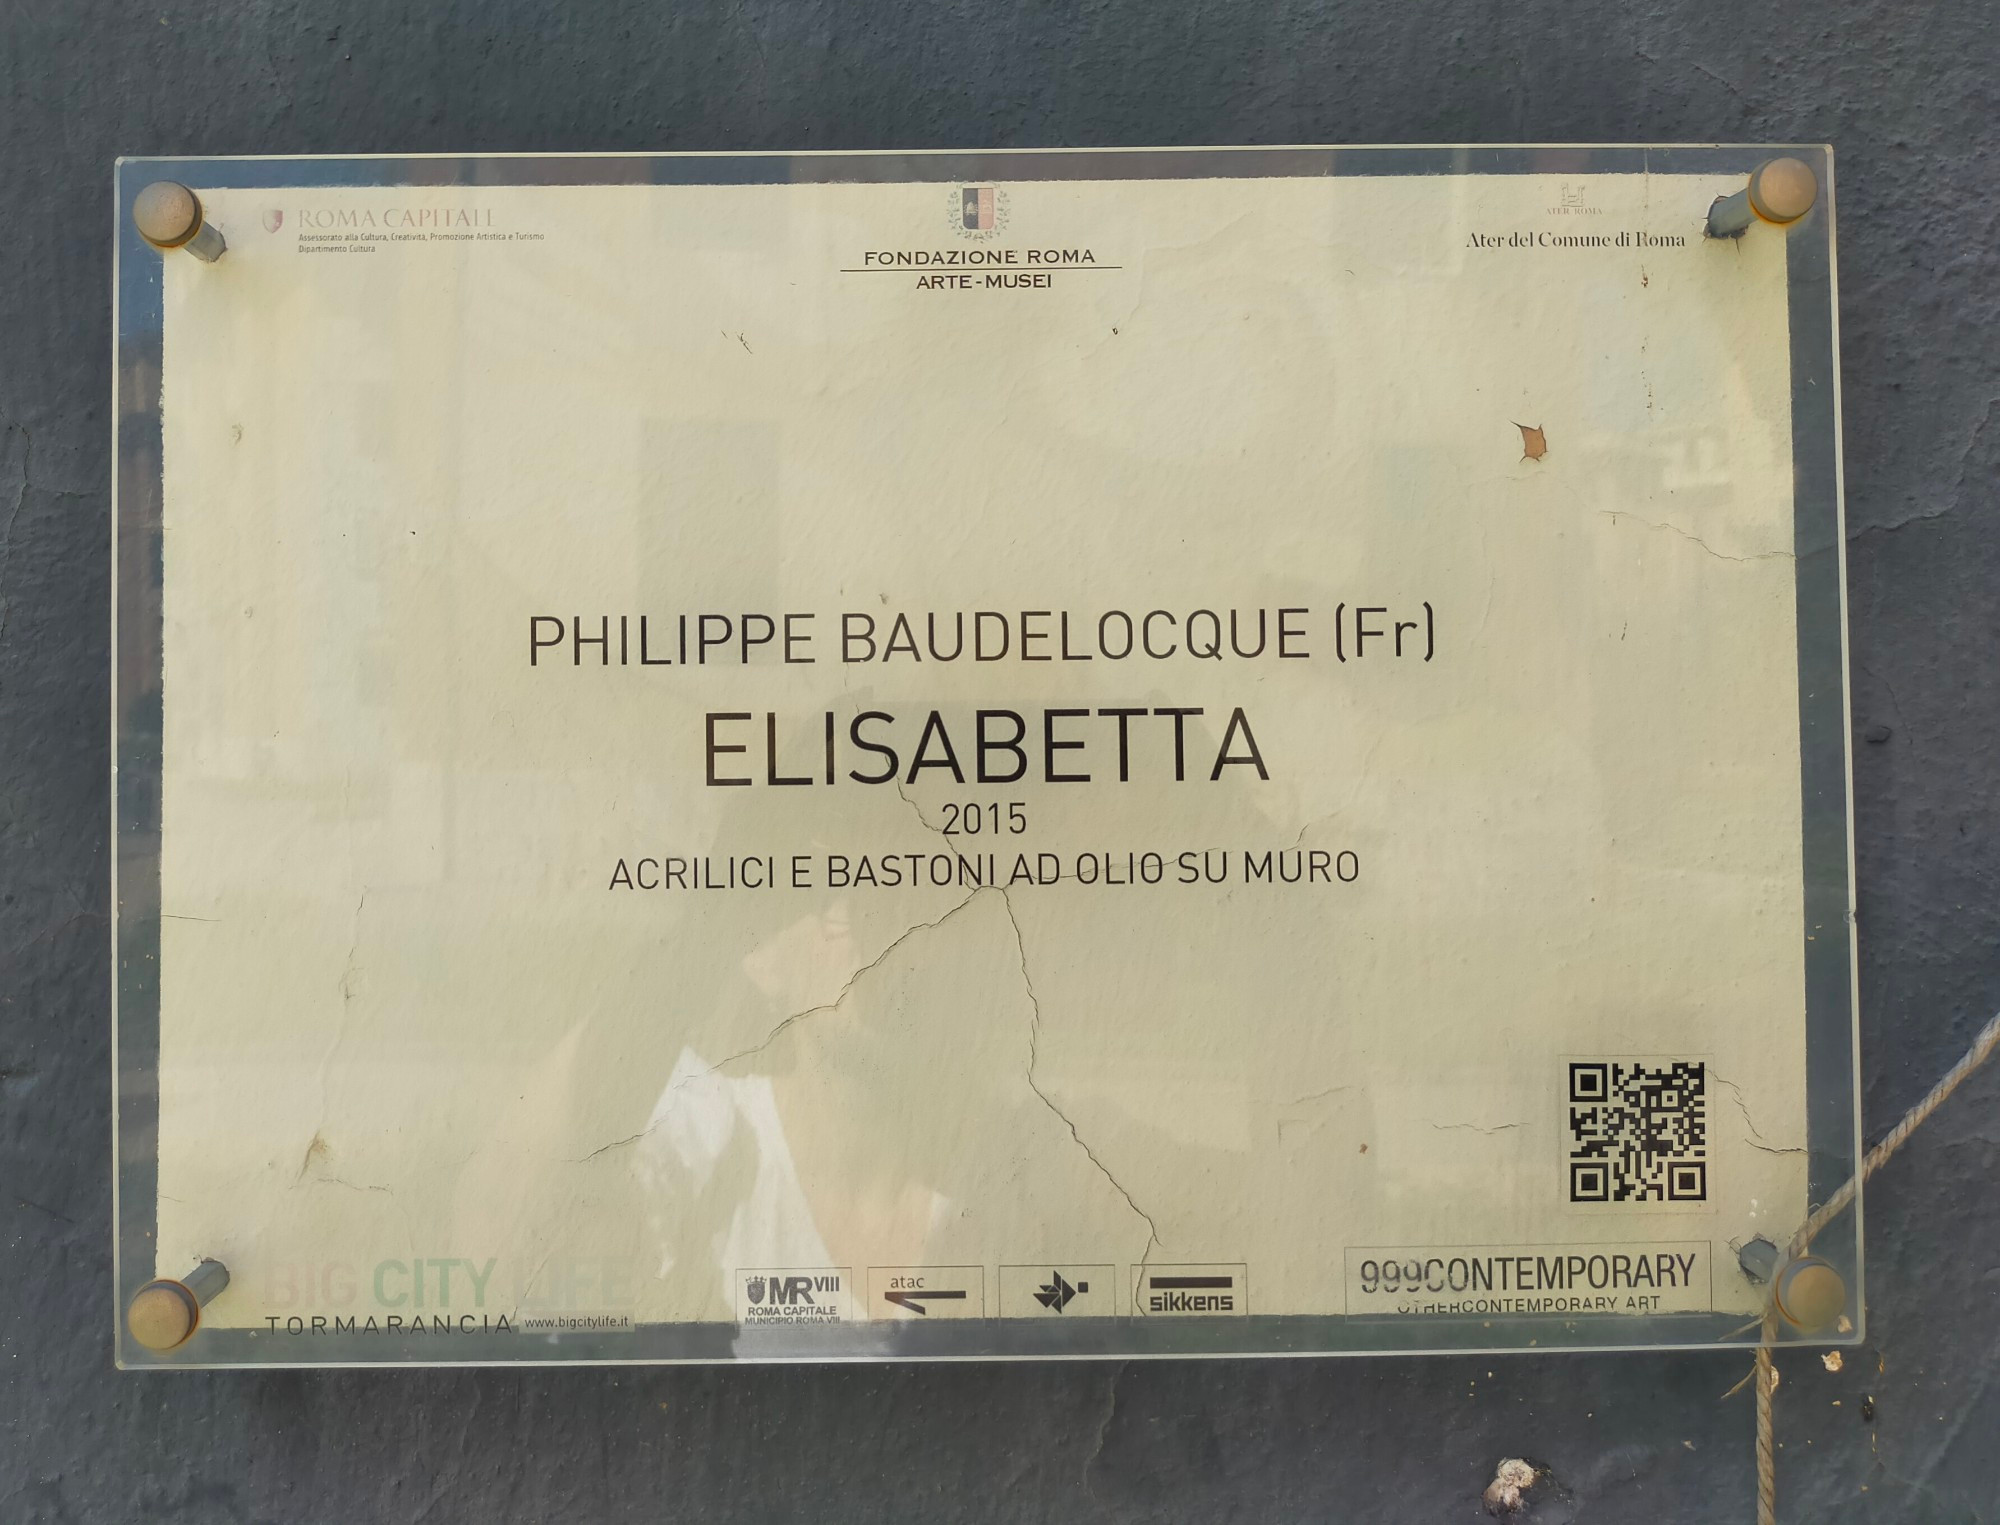 ROMA CAPITALE
Assessorato alla Cultura, Creatività, Promozione Artistica e Turismo
Dipartimento Cultura
FONDAZIONE ROMA
ARTE-MUSEI
ATER ROMA
Ater del Comune di Roma
PHILIPPE BAUDELOCQUE (Fr)
ELISABETTA
2015
ACRILICI E BASTONI AD OLIO SU MURO
BIG CITY LIFE
TORMARANCIA www.bigcitylife.it
MR VIII
ROMA CAPITALE
MUNICIPIO ROMA VIII
atac
sikkens
999CONTEMPORARY
OTHERCONTEMPORARY ART